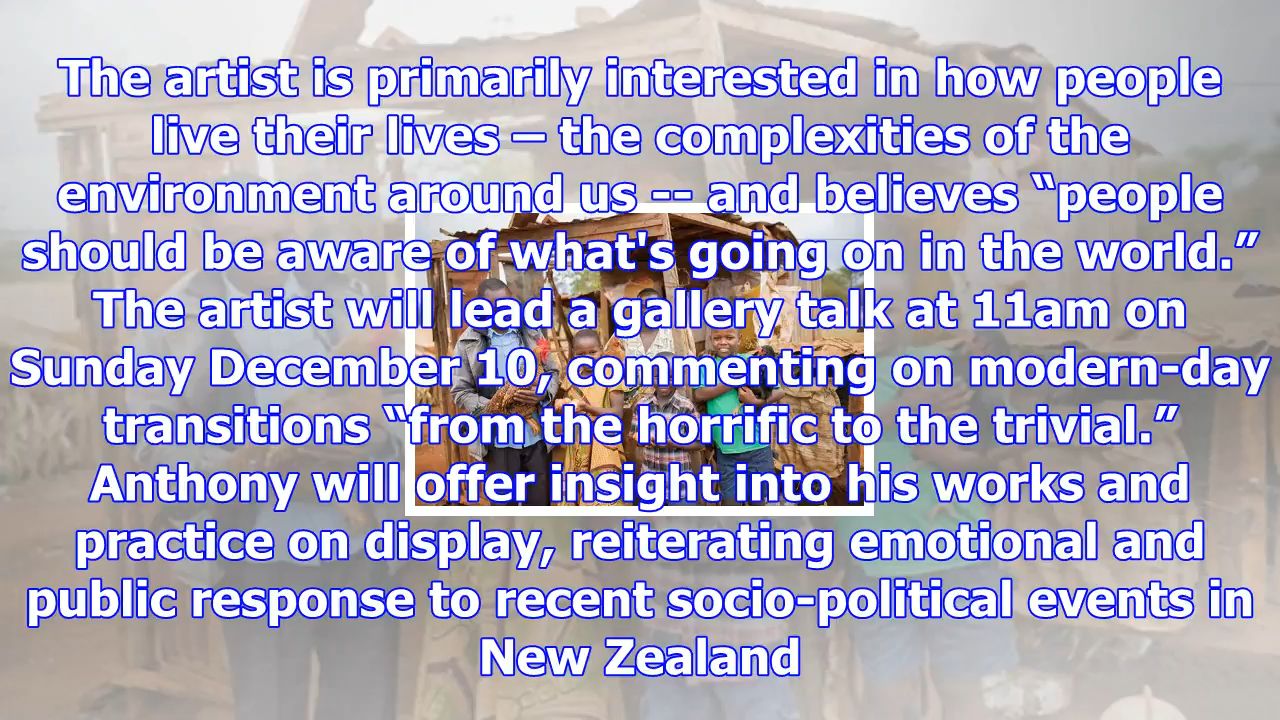 The artist is primarily interested in how people
live their lives – the complexities of the
environment around us -- and believes “people
should be aware of what's going on in the world.”
The artist will lead a gallery talk at 11am on
Sunday December 10, commenting on modern-day
transitions “from the horrific to the trivial.”
Anthony will offer insight into his works and
practice on display, reiterating emotional and
public response to recent socio-political events in
New Zealand